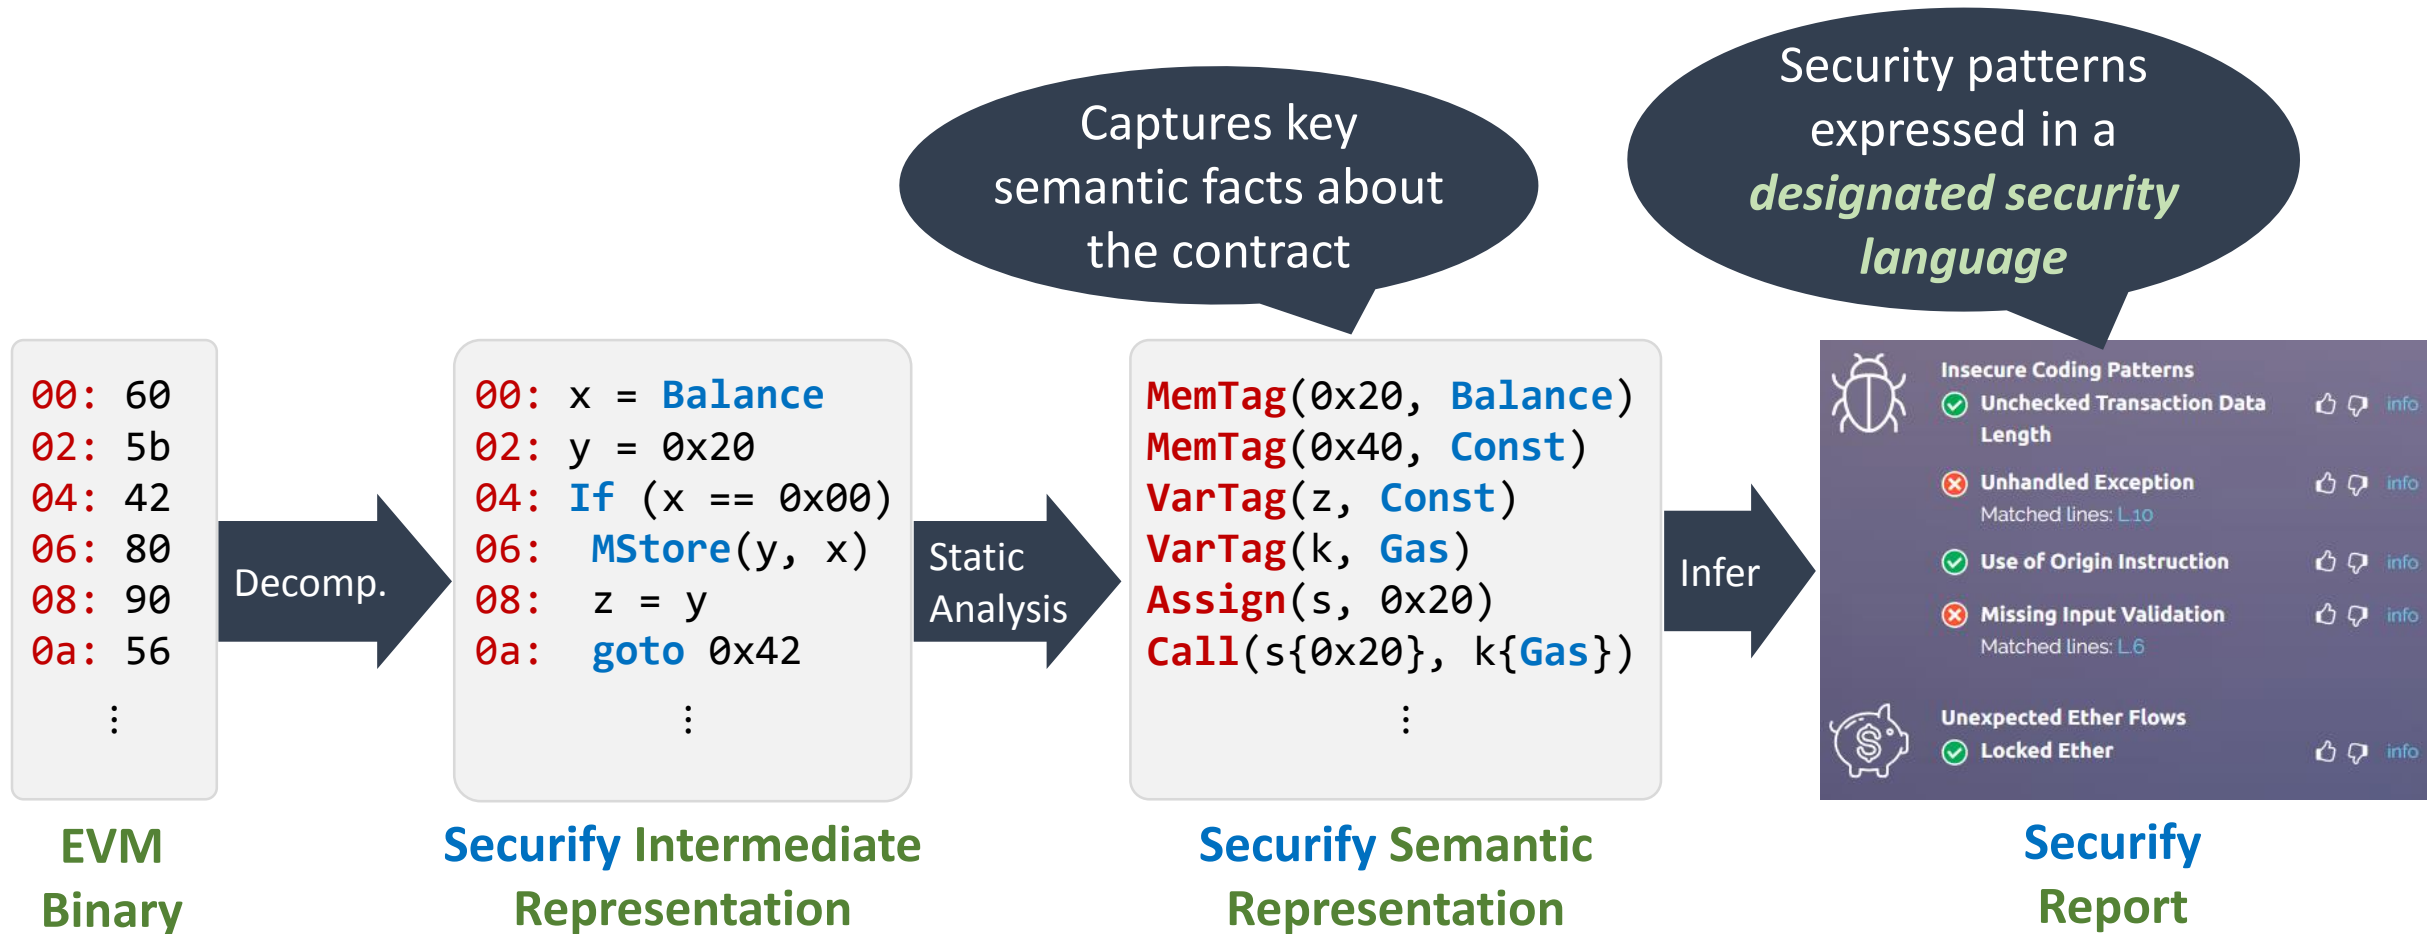 Captures key
semantic facts about
the contract
Security patterns
expressed in a
designated security
language
00: 60
02: 5b
04: 42
06: 80
08: 90
0a: 56
⋮
EVM
Binary
Decomp.
00: x = Balance
02: y = 0x20
04: If (x == 0x00)
06: MStore(y, x)
08: z = y
0a: goto 0x42
⋮
Securify Intermediate
Representation
Static
Analysis
MemTag(0x20, Balance)
MemTag(0x40, Const)
VarTag(z, Const)
VarTag(k, Gas)
Assign(s, 0x20)
Call(s{0x20}, k{Gas})
⋮
Securify Semantic
Representation
Infer
Insecure Coding Patterns
Unchecked Transaction Data info
Length
Unhandled Exception info
Matched lines: L.10
Use of Origin Instruction info
Missing Input Validation info
Matched lines: L.6
Unexpected Ether Flows
$
Locked Ether info
Securify
Report